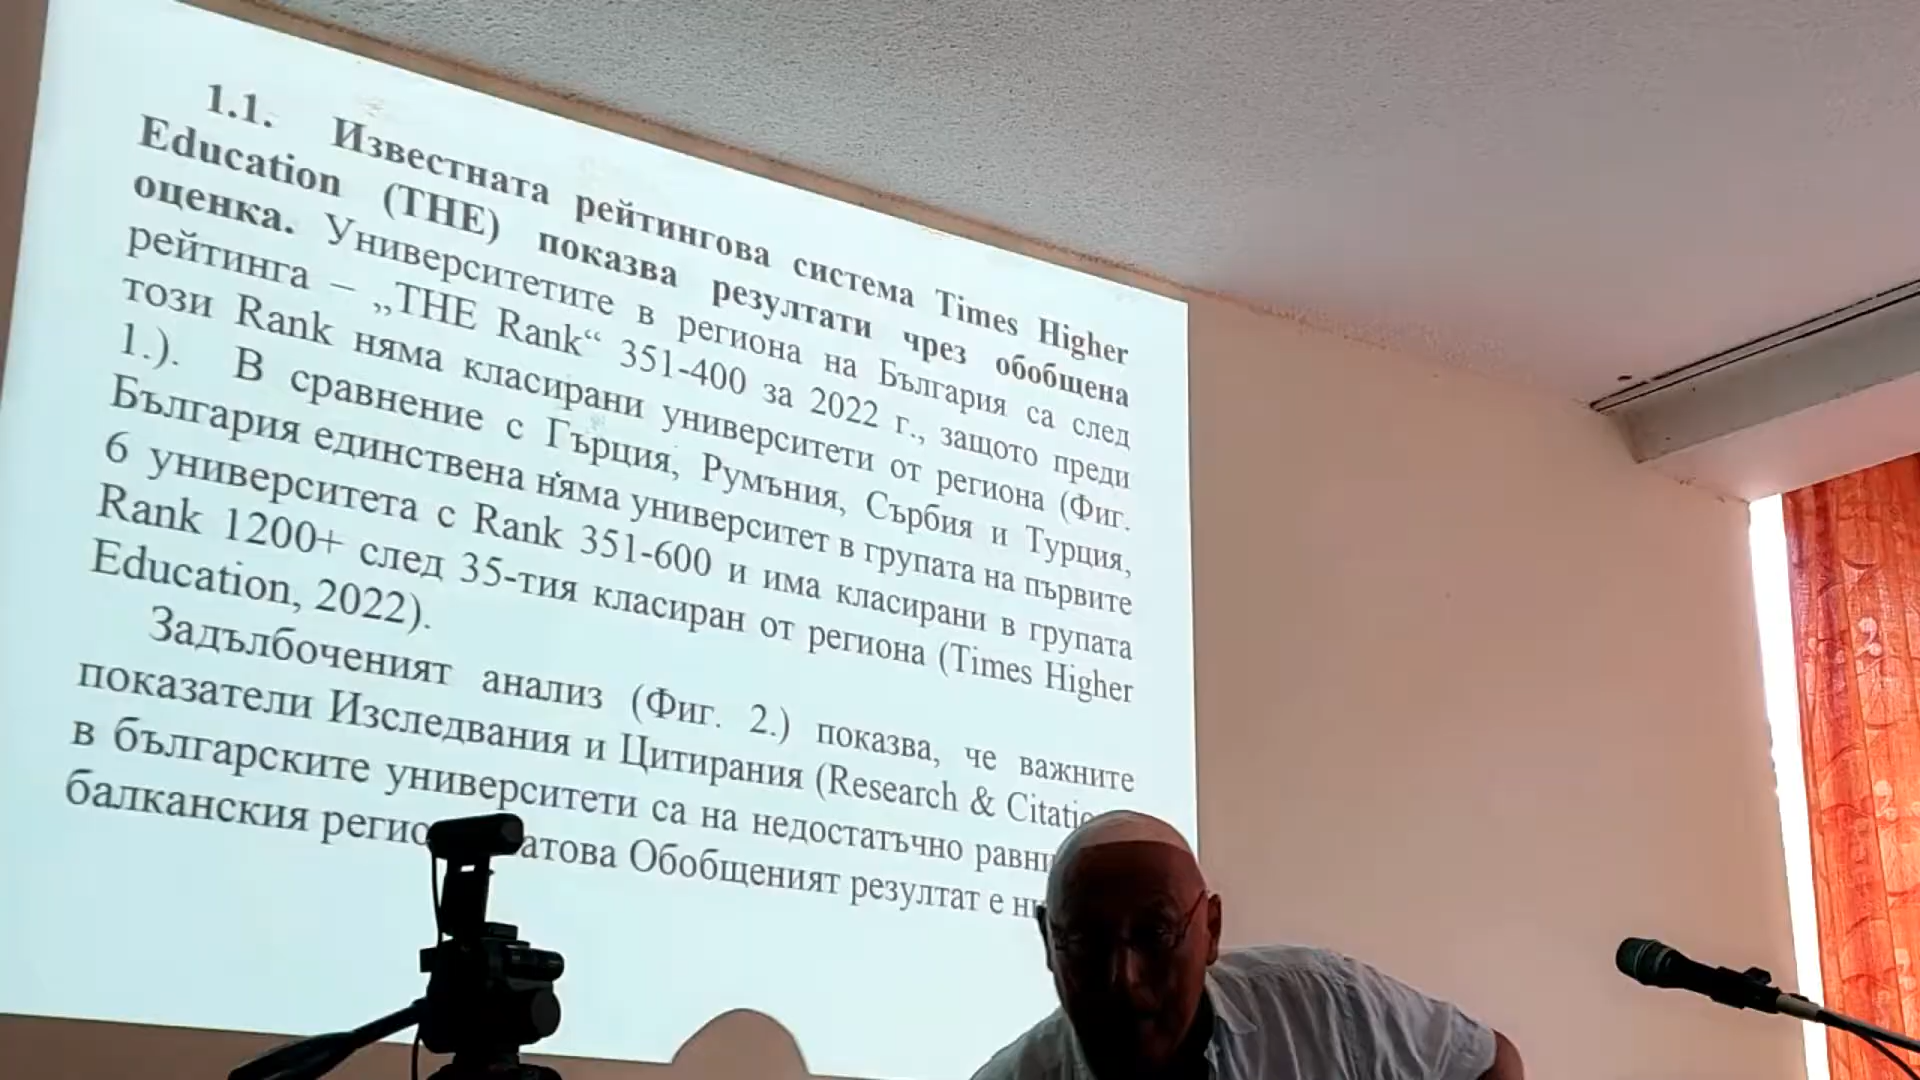 1.1. Известната рейтингова система Times Higher
Education (THE) показва резултати чрез обобщена
оценка. Университетите в региона на България са след
рейтинга – „THE Rank“ 351-400 за 2022 г., защото преди
този Rank няма класирани университети от региона (Фиг.
1.). В сравнение с Гърция, Румъния, Сърбия и Турция,
България единствена няма университет в групата на първите
6 университета с Rank 351-600 и има класирани в групата
Rank 1200+ след 35-тия класиран от региона (Times Higher
Education, 2022).
Задълбоченият анализ (Фиг. 2.) показва, че важните
показатели Изследвания и Цитирания (Research &
в българските университети са на недостатъчно
балканския Обобщеният резултат е